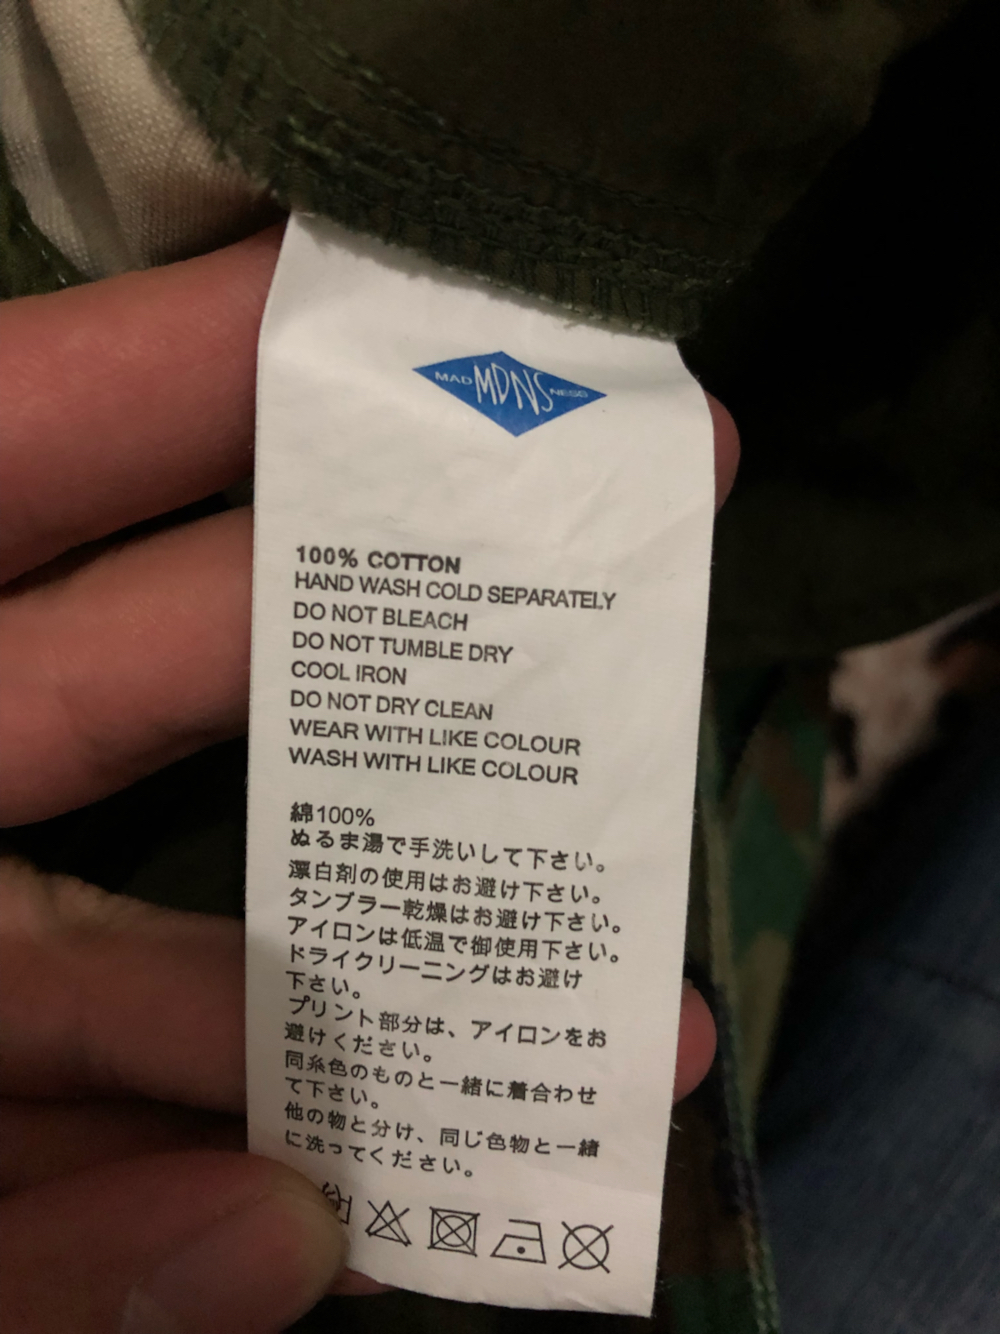 MAD MDNS NESS
100% COTTON
HAND WASH COLD SEPARATELY
DO NOT BLEACH
DO NOT TUMBLE DRY
COOL IRON
DO NOT DRY CLEAN
WEAR WITH LIKE COLOUR
WASH WITH LIKE COLOUR
綿100%
ぬるま湯で手洗いして下さい。
漂白剤の使用はお避け下さい。
タンブラー乾燥はお避け下さい。
アイロンは低温で御使用下さい。
ドライクリーニングはお避け
下さい。
プリント部分は、アイロンをお
避けください。
同糸色のものと一緒に着合わせ
て下さい。
他の物と分け、同じ色物と一緒
に洗ってください。